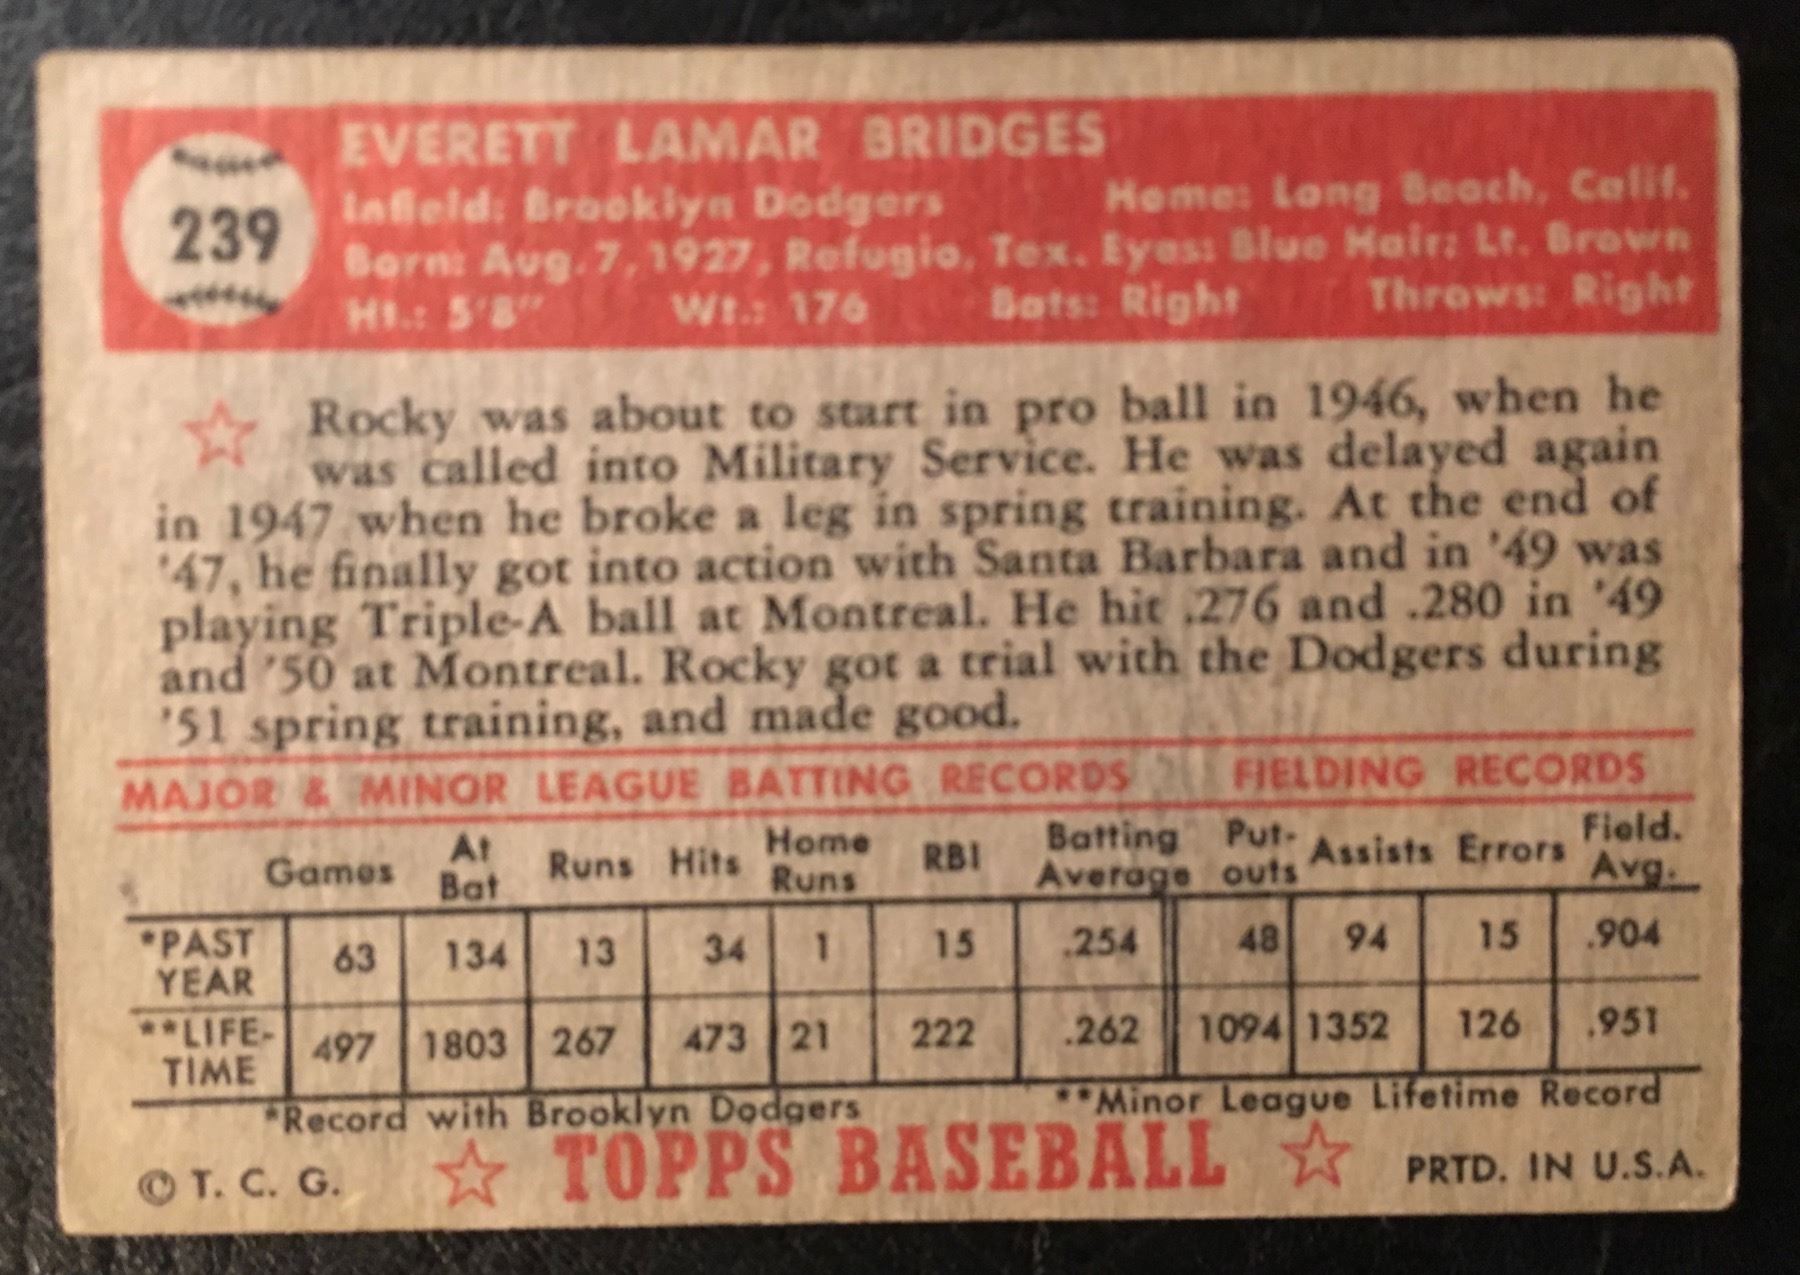 239
EVERETT LAMAR BRIDGES
Infield: Brooklyn Dodgers Home: Long Beach, Calif.
Born: Aug. 7, 1927, Refugio, Tex. Eyes: Blue Hair: Lt. Brown
Ht.: 5'8" Wt.: 176 Bats: Right Throws: Right
Rocky was about to start in pro ball in 1946, when he
was called into Military Service. He was delayed again
in 1947 when he broke a leg in spring training. At the end of
'47, he finally got into action with Santa Barbara and in '49 was
playing Triple-A ball at Montreal. He hit .276 and .280 in '49
and '50 at Montreal. Rocky got a trial with the Dodgers during
'51 spring training, and made good.
MAJOR & MINOR LEAGUE BATTING RECORDS FIELDING RECORDS
Games At Bat Runs Hits Home Runs RBI Batting Average Put-outs Assists Errors Field. Avg.
*PAST YEAR 63 134 13 34 1 15 .254 48 94 15 .904
**LIFE-TIME 497 1803 267 473 21 222 .262 1094 1352 126 .951
*Record with Brooklyn Dodgers **Minor League Lifetime Record
© T. C. G. TOPPS BASEBALL PRTD. IN U.S.A.